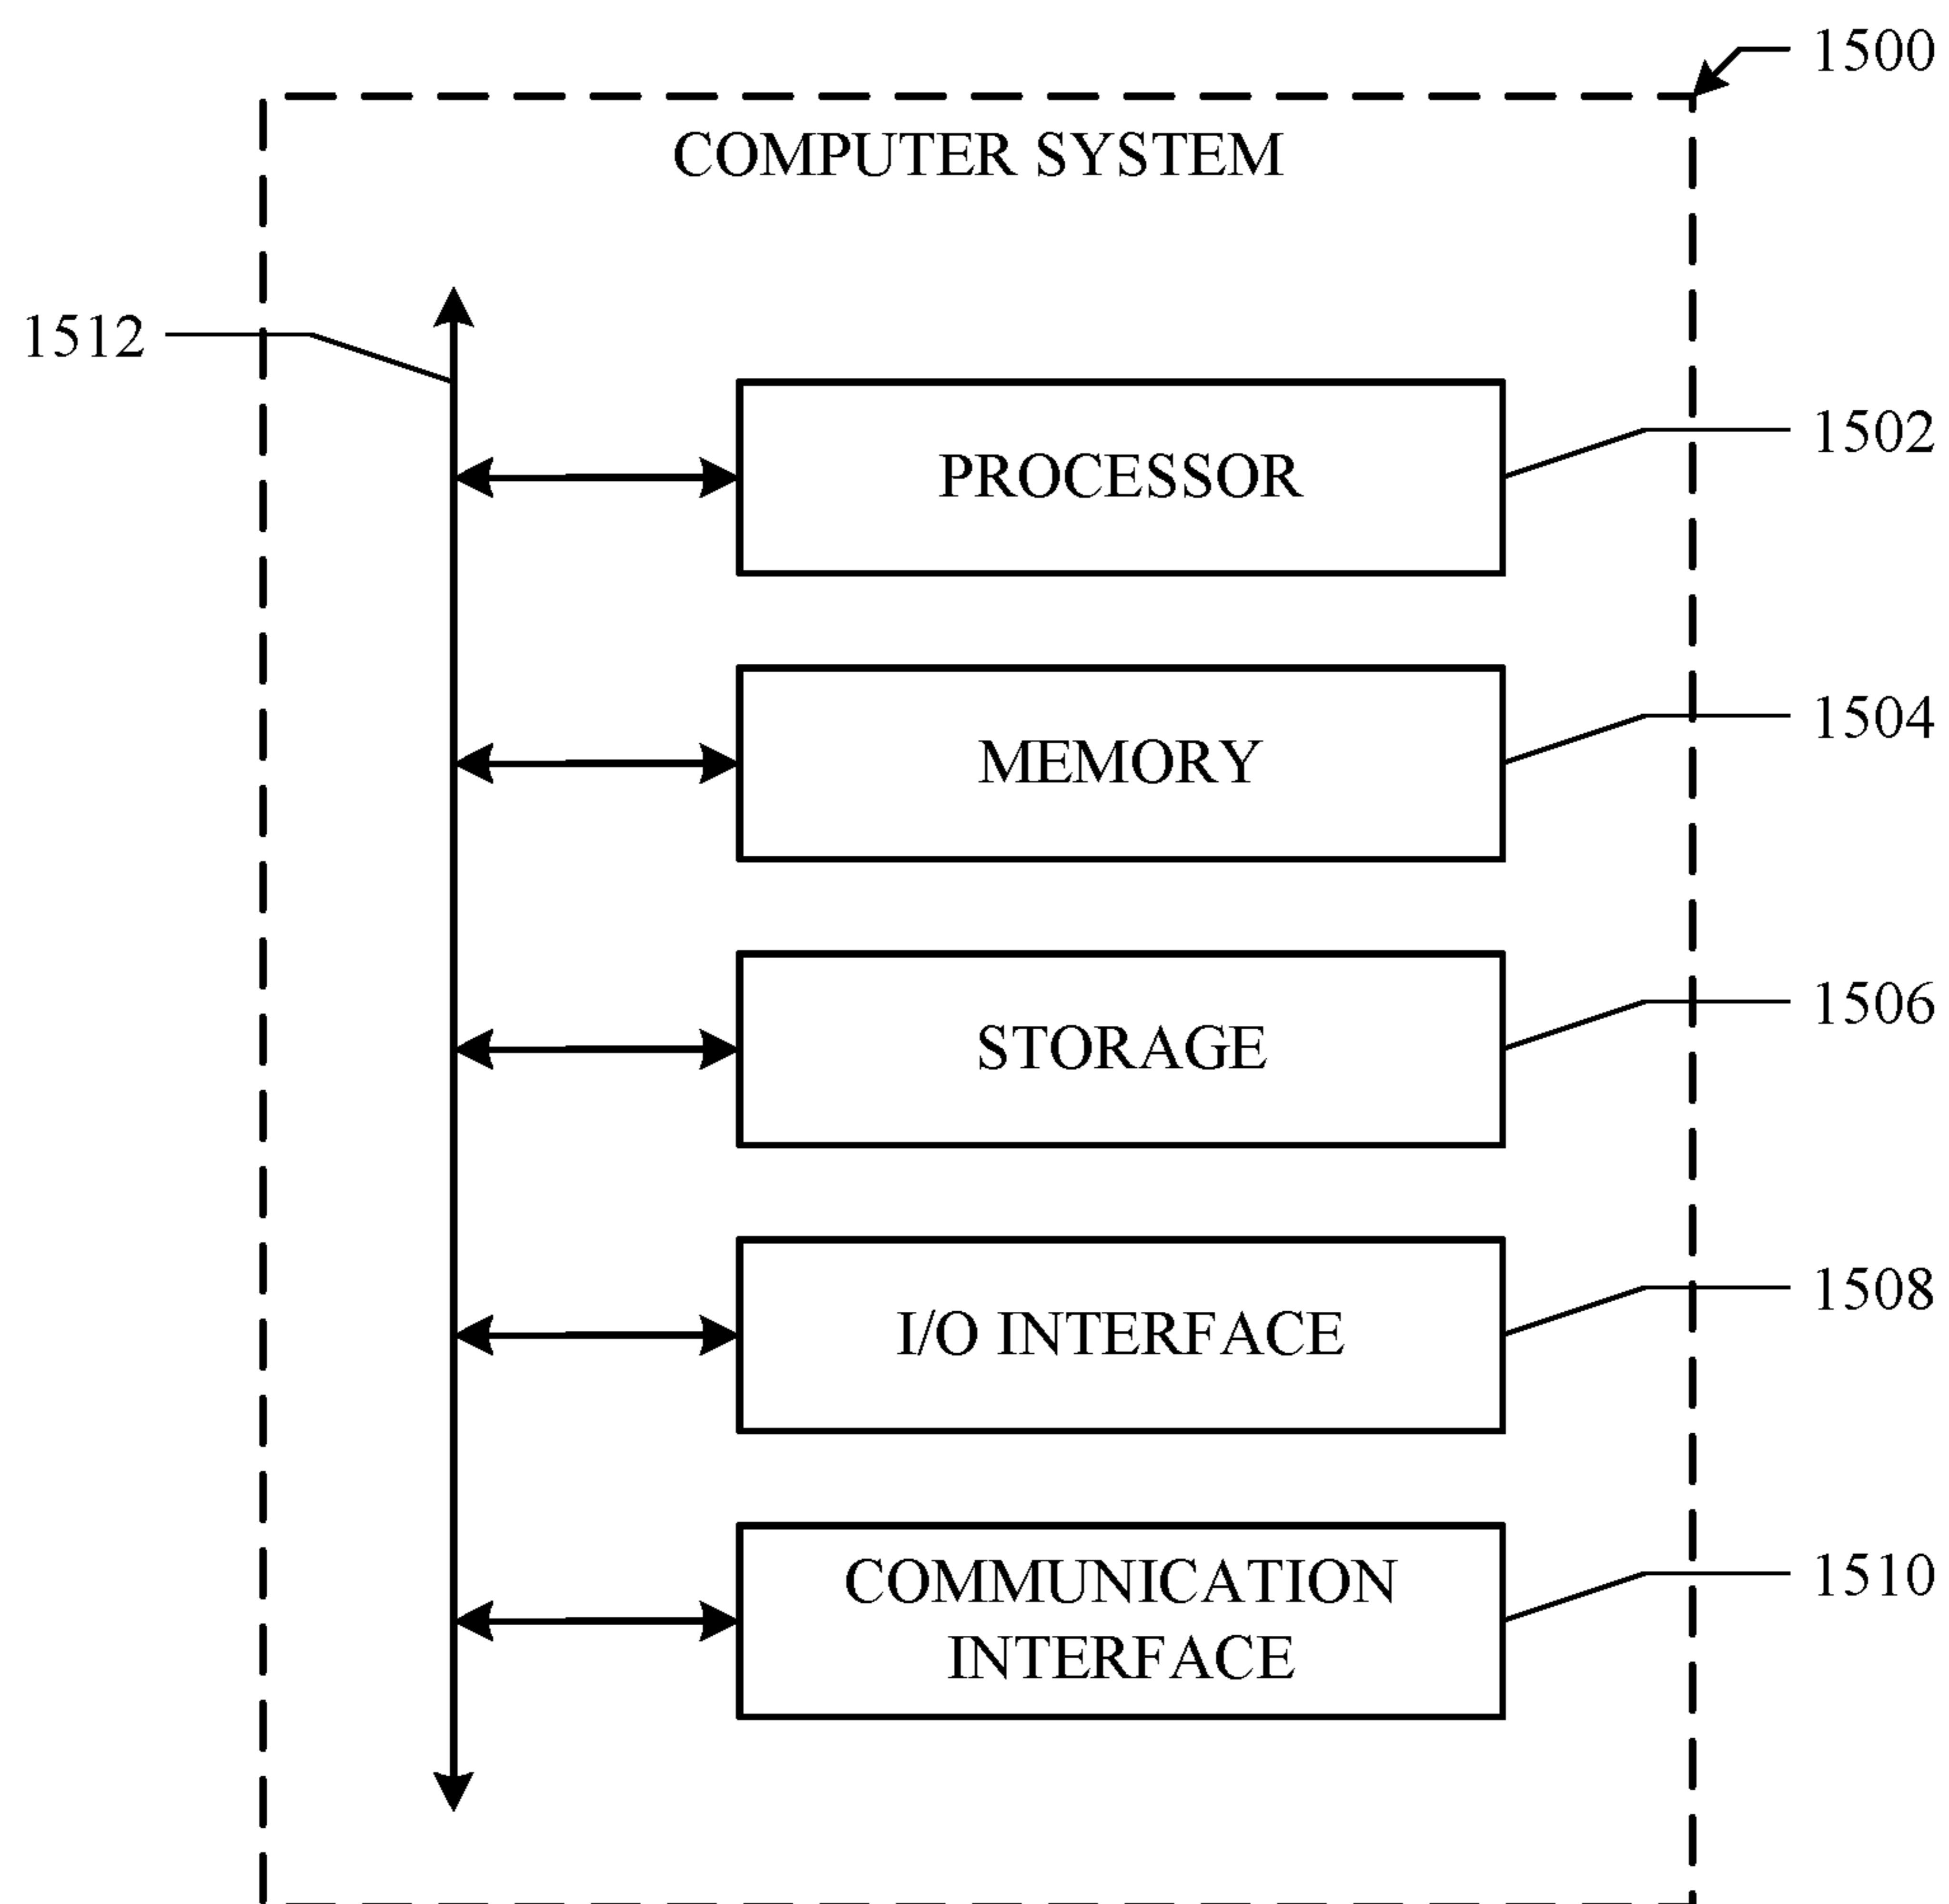 1500
COMPUTER SYSTEM
1512
1502
PROCESSOR
1504
MEMORY
1506
STORAGE
1508
I/O INTERFACE
1510
COMMUNICATION
INTERFACE